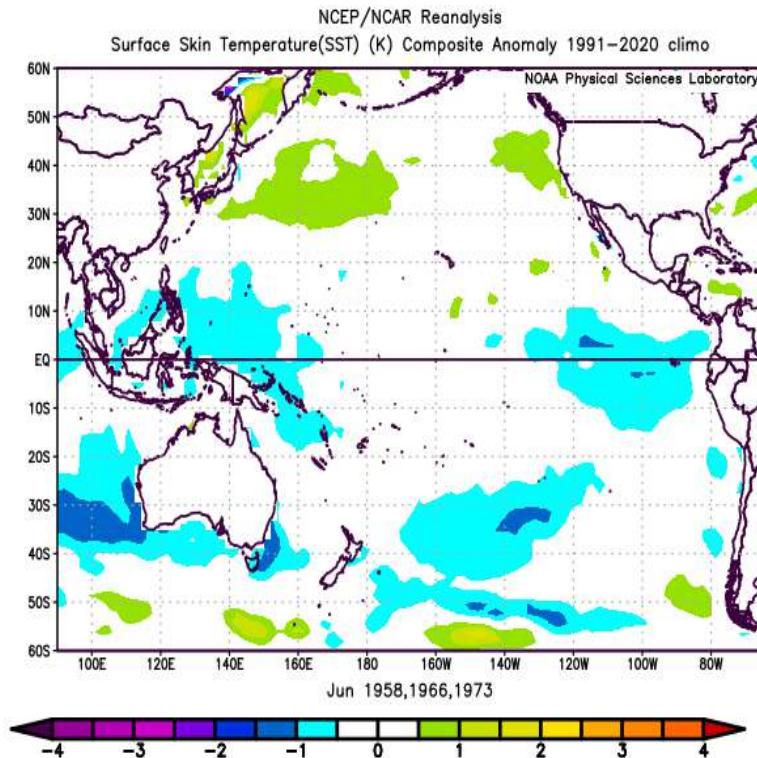 NCEP/NCAR Reanalysis
Surface Skin Temperature(SST) (K) Composite Anomaly 1991-2020 climo
NOAA Physical Sciences Laboratory
60N
50N
40N
30N
20N
10N
EQ
10S
20S
30S
40S
50S
60S
100E 120E 140E 160E 180 160W 140W 120W 100W 80W
Jun 1958,1966,1973
-4 -3 -2 -1 0 1 2 3 4